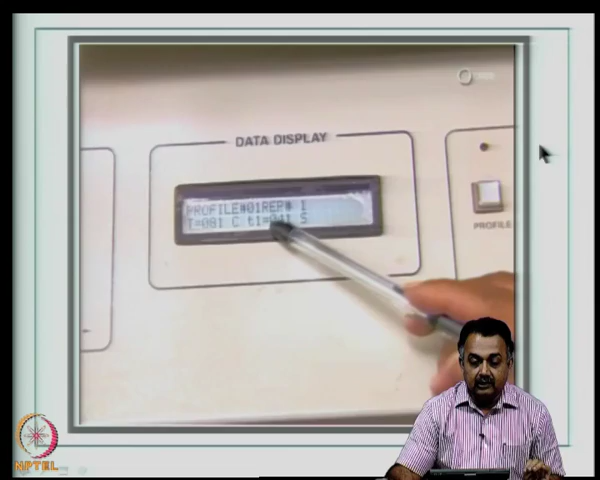 DATA DISPLAY
PROFILE#01REP# 1
T=081 C t1=041 S
PROFILE
NPTEL